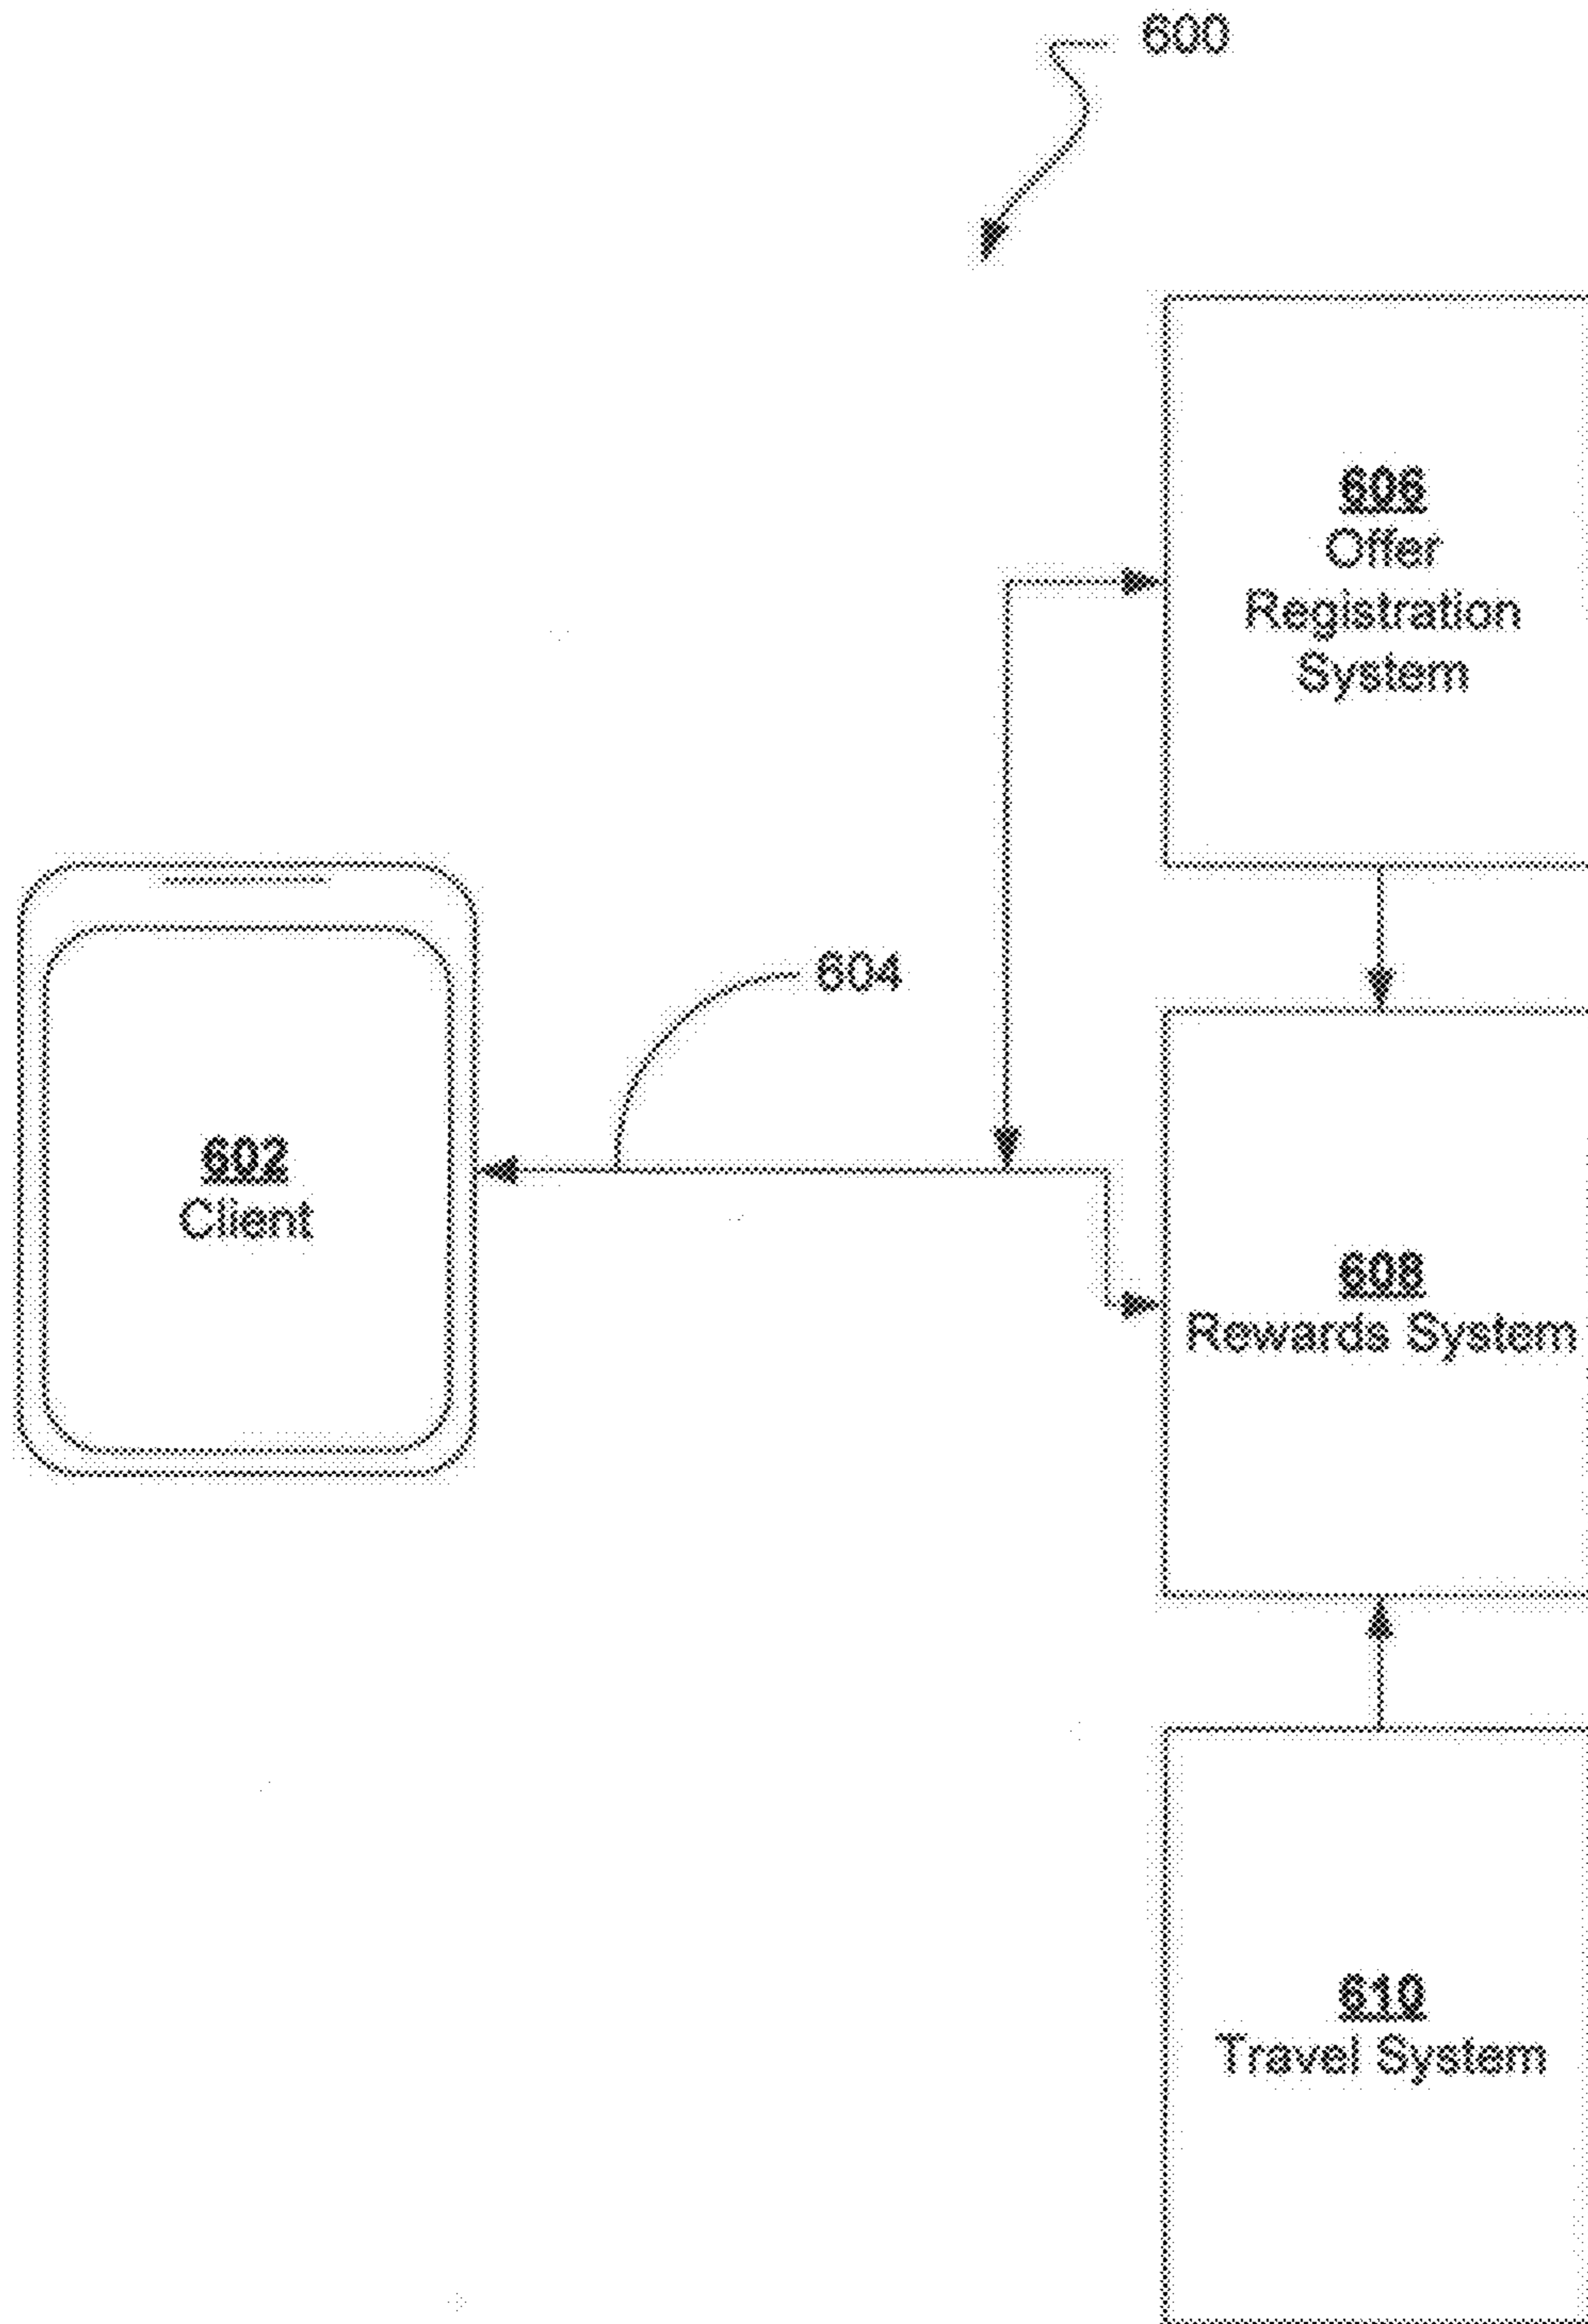 600
606
Offer
Registration
System
604
602
Client
608
Rewards System
610
Travel System